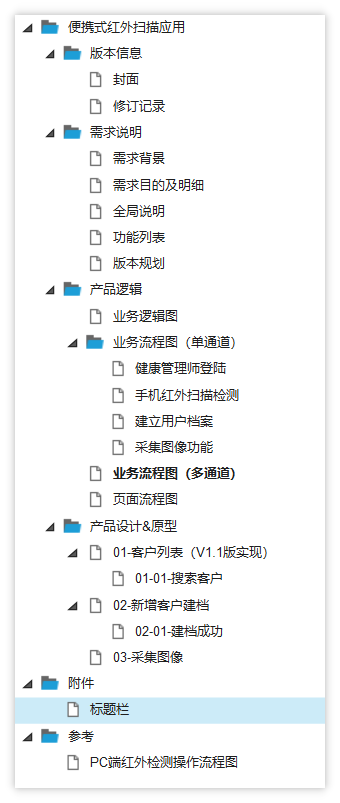 便携式红外扫描应用
版本信息
封面
修订记录
需求说明
需求背景
需求目的及明细
全局说明
功能列表
版本规划
产品逻辑
业务逻辑图
业务流程图（单通道）
健康管理师登陆
手机红外扫描检测
建立用户档案
采集图像功能
业务流程图（多通道）
页面流程图
产品设计&原型
01-客户列表（V1.1版实现）
01-01-搜索客户
02-新增客户建档
02-01-建档成功
03-采集图像
附件
标题栏
参考
PC端红外检测操作流程图